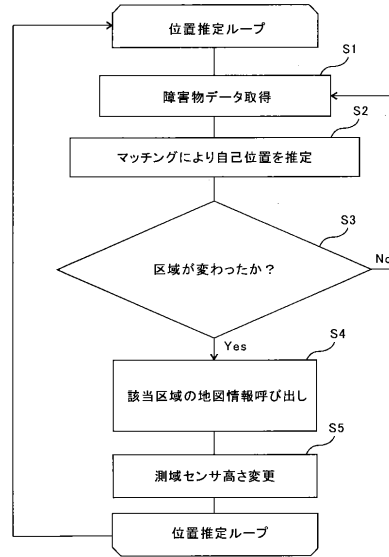 位置推定ループ
S1
障害物データ取得
S2
マッチングにより自己位置を推定
S3
区域が変わったか？
No
Yes
S4
該当区域の地図情報呼び出し
S5
測域センサ高さ変更
位置推定ループ